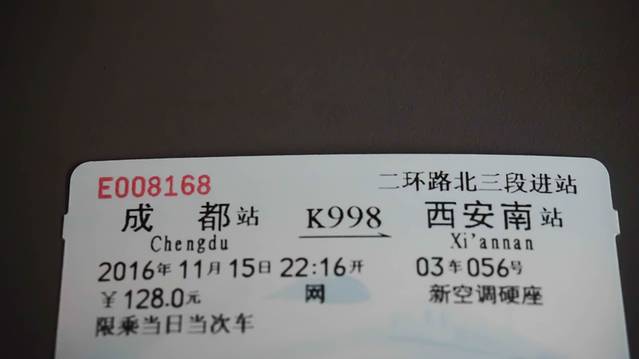 E008168 二环路北三段进站
成都站 K998 西安南站
Chengdu Xi'annan
2016年11月15日22:16开 03车056号
￥128.0元 网 新空调硬座
限乘当日当次车